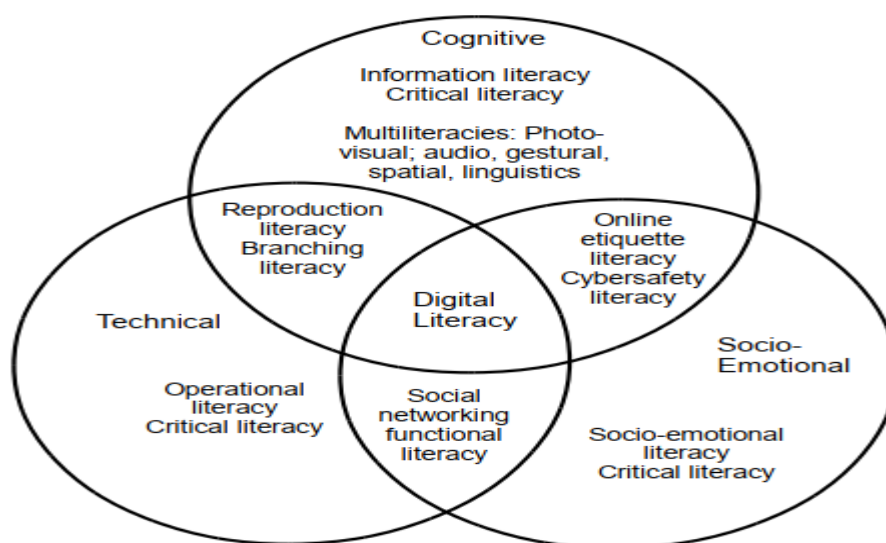 Cognitive
Information literacy
Critical literacy
Multiliteracies: Photo-
visual; audio, gestural,
spatial, linguistics
Reproduction
literacy
Branching
literacy
Online
etiquette
literacy
Cybersafety
literacy
Digital
Literacy
Technical
Operational
literacy
Critical literacy
Social
networking
functional
literacy
Socio-
Emotional
Socio-emotional
literacy
Critical literacy